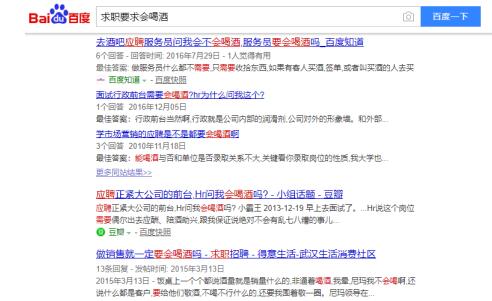 Baidu百度 求职要求会喝酒 百度一下
去酒吧应聘服务员问我会不会喝酒,服务员要会喝酒吗_百度知道
6个回答 - 回答时间: 2016年7月29日 - 1人觉得有用
最佳答案: 做服务员什么都不需要,只需要收拾东西,如果有客人买酒,签单,或者叫买酒的人去买
百度知道 - 百度快照
面试行政前台需要会喝酒?hr为什么问我这个?
1个回答 2016年12月05日
最佳答案: 行政前台当然啊,行政就是公司内部的润滑剂,公司对外的形象墙。和外部...
学市场营销的应聘是不是都要会喝酒啊
3个回答 2010年11月18日
最佳答案: 能喝酒与否和单位是否录取关系不大,关键看你录取岗位的性质,我大学也...
更多同站结果>>
应聘正紧大公司的前台,Hr问我会喝酒吗? - 小组话题 - 豆瓣
应聘正紧大公司的前台,Hr问我会喝酒吗? 小霸王 2013-12-19 早上去面试了。...Hr说这个岗位
需要偶尔出去应酬、陪酒助兴,跟我保证说绝对不会有乱七八糟的事儿...
豆瓣 - 百度快照
做销售就一定要会喝酒吗 - 求职招聘 - 得意生活-武汉生活消费社区
13条回复 - 发帖时间: 2015年3月13日
2015年3月13日 - 饭桌上一个个都说酒量就是销量什么的,非逼着喝酒,我晕,尼玛我不会喝啊,还
说什么都是客户,要给他们敬酒,不喝不行什么的,还要我围着敬一圈。尼玛领导在...